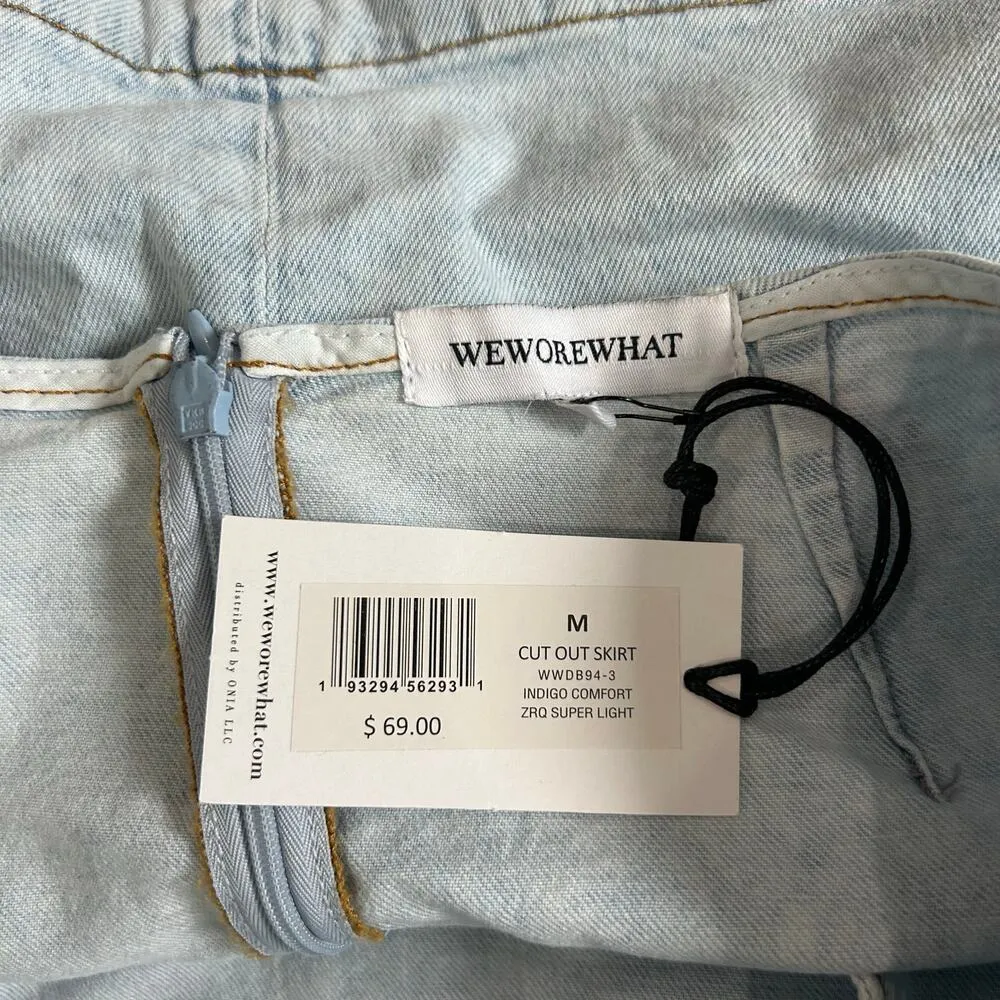 WEWOREWHAT
www.weworewhat.com
distributed by ONIA LLC
1 93294 56293 1
$ 69.00
M
CUT OUT SKIRT
WWDB94-3
INDIGO COMFORT
ZRQ SUPER LIGHT